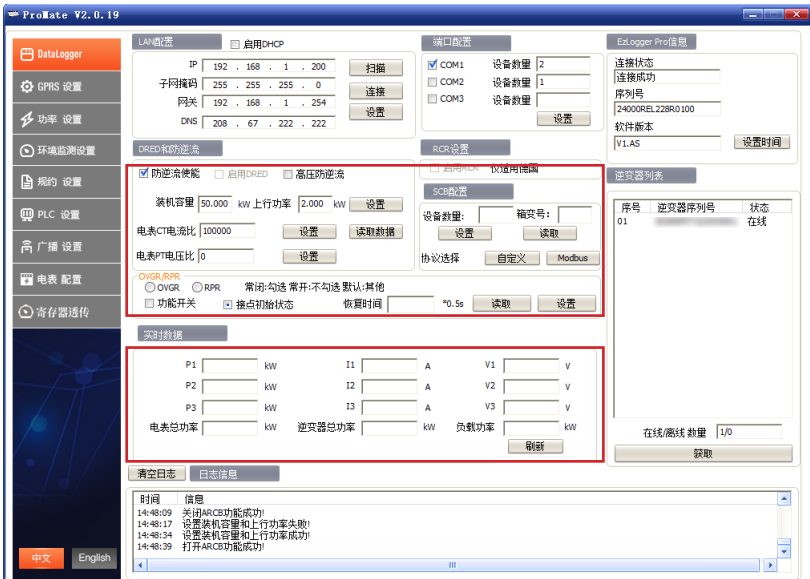 ProMate V2.0.19
DataLogger
GPRS 设置
功率 设置
环境监测设置
规约 设置
PLC 设置
广播 设置
电表 配置
寄存器透传
中文 English
LAN配置
启用DHCP
IP 192 . 168 . 1 . 200 扫描
子网掩码 255 . 255 . 255 . 0 连接
网关 192 . 168 . 1 . 254
设置
DNS 208 . 67 . 222 . 222
端口配置
COM1 设备数量 2
COM2 设备数量 1
COM3 设备数量
设置
EzLogger Pro信息
连接状态
连接成功
序列号
24000REL228R0100
软件版本
V1.AS 设置时间
DRED和防逆流
防逆流使能 启用DRED 高压防逆流
装机容量 50.000 kW 上行功率 2.000 kW 设置
电表CT电流比 100000 设置 读取数据
电表PT电压比 0 设置
RCR设置
启用RCR 仅适用德国
SCB配置
设备数量: 箱变号:
设置 读取
协议选择 自定义 Modbus
OVGR/RPR
OVGR RPR 常闭:勾选 常开:不勾选 默认:其他
功能开关 接点初始状态 恢复时间 *0.5s 读取 设置
逆变器列表
序号 逆变器序列号 状态
01 在线
在线/离线 数量 1/0
获取
实时数据
P1 kW I1 A V1 V
P2 kW I2 A V2 V
P3 kW I3 A V3 V
电表总功率 kW 逆变器总功率 kW 负载功率 kW
刷新
清空日志 日志信息
时间 信息
14:48:09 关闭ARCB功能成功!
14:48:17 设置装机容量和上行功率失败!
14:48:34 设置装机容量和上行功率成功!
14:48:39 打开ARCB功能成功!